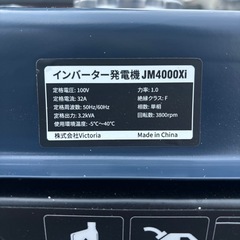 インバーター発電機 JM4000Xi
定格電圧：100V 力率：1.0
定格電流：32A 絶縁クラス：F
定格周波数：50Hz/60Hz 相数：単相
定格出力：3.2kVA 回転数：3800rpm
使用環境温度：-5℃～40℃
株式会社Victoria Made in China